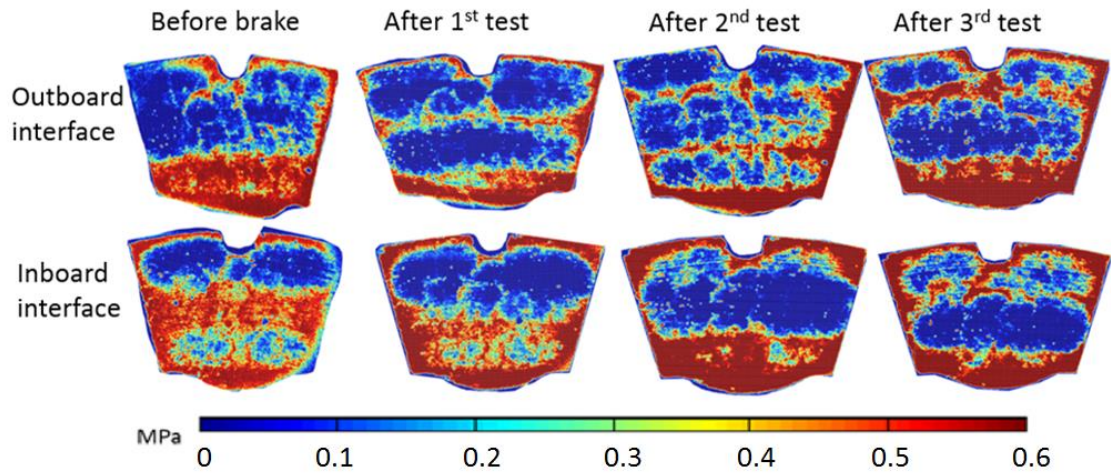 Before brake
After 1st test
After 2nd test
After 3rd test
Outboard
interface
Inboard
interface
MPa
0 0.1 0.2 0.3 0.4 0.5 0.6